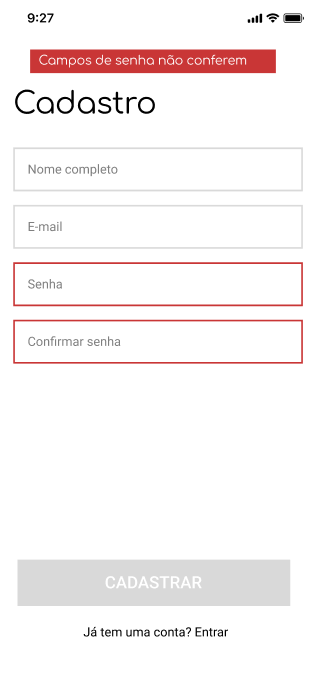 9:27
Campos de senha não conferem
Cadastro
Nome completo
E-mail
Senha
Confirmar senha
CADASTRAR
Já tem uma conta? Entrar